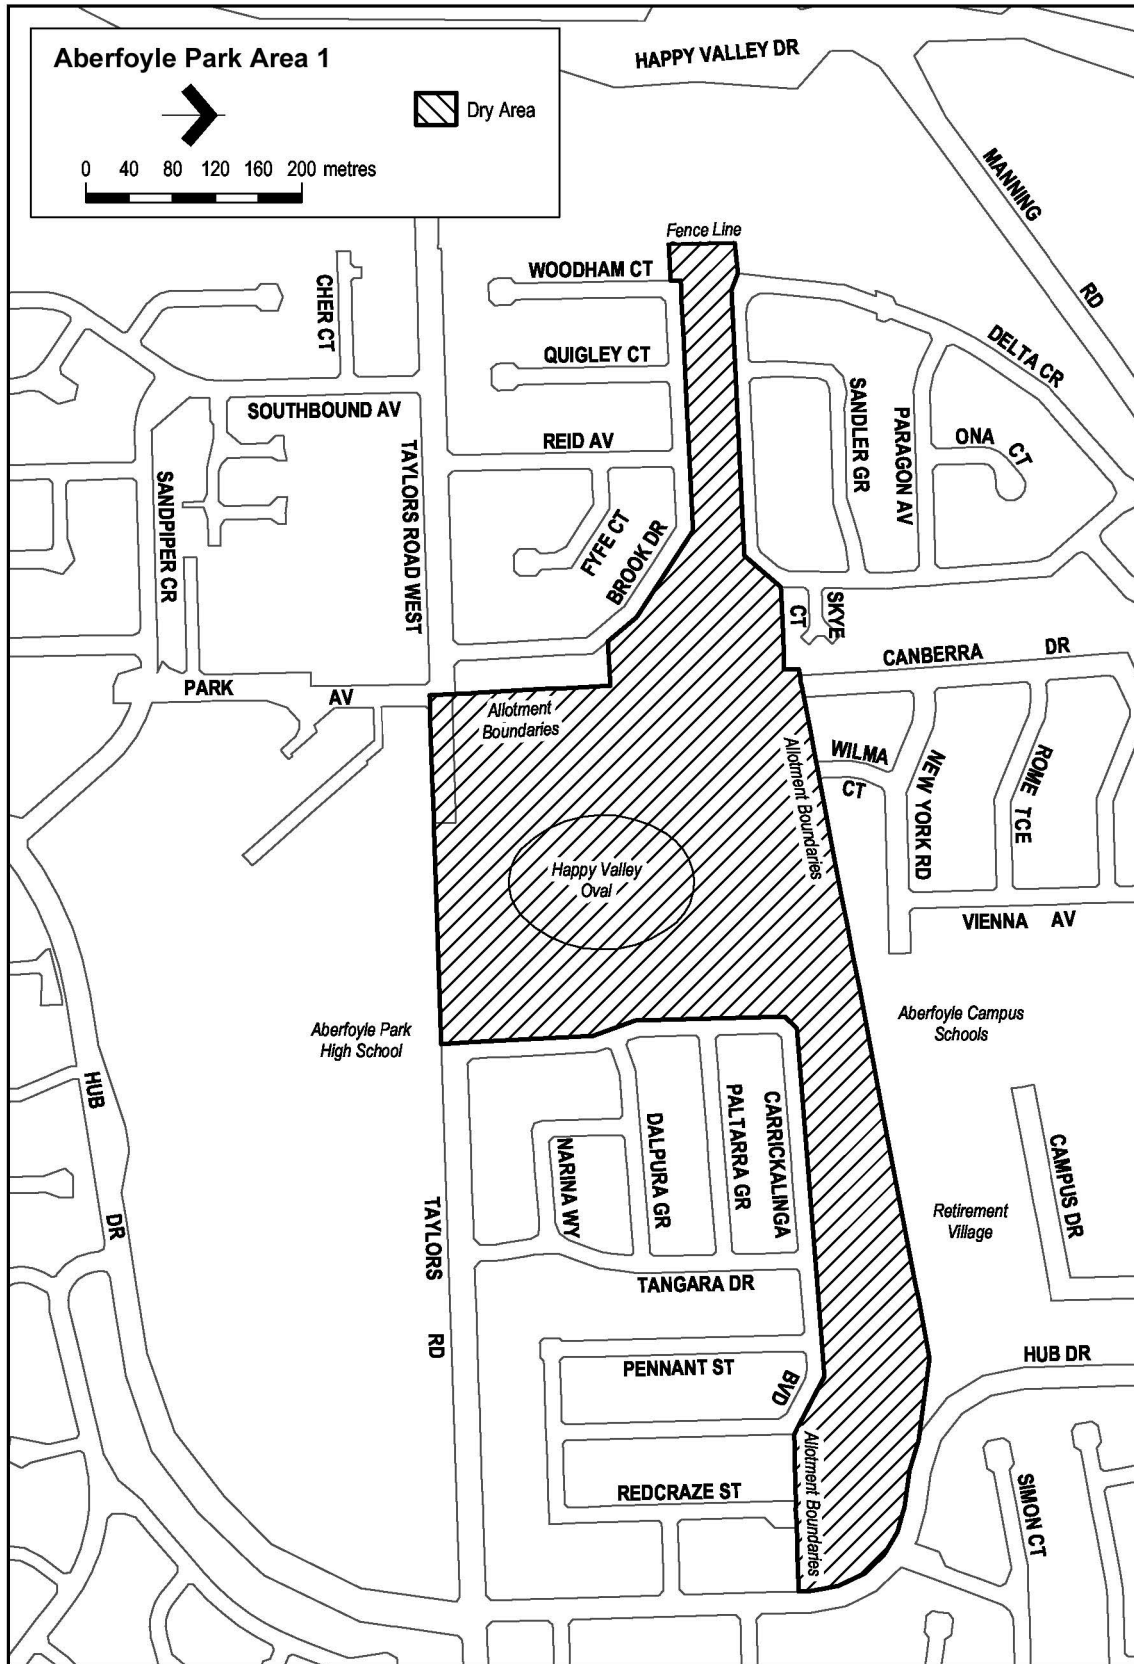 Aberfoyle Park Area 1
Dry Area
0 40 80 120 160 200 metres
HAPPY VALLEY DR
MANNING
RD
Fence Line
WOODHAM CT
CHER CT
QUIGLEY CT
DELTA CR
SOUTHBOUND AV
REID AV
TAYLORS ROAD WEST
SANDLER GR
PARAGON AV
ONA CT
SANDPIPER CR
FYFE CT
BROOK DR
SKYE
CT
CANBERRA DR
PARK
AV
Allotment
Boundaries
Allotment Boundaries
WILMA
CT
NEW YORK RD
ROME TCE
Happy Valley
Oval
VIENNA AV
Aberfoyle Park
High School
Aberfoyle Campus
Schools
HUB
DR
NARINA WY
DALPURA GR
PALTARRA GR
CARRICKALINGA
CAMPUS DR
Retirement
Village
TAYLORS
RD
TANGARA DR
PENNANT ST
BVD
HUB DR
Allotment Boundaries
REDCRAZE ST
SIMON CT